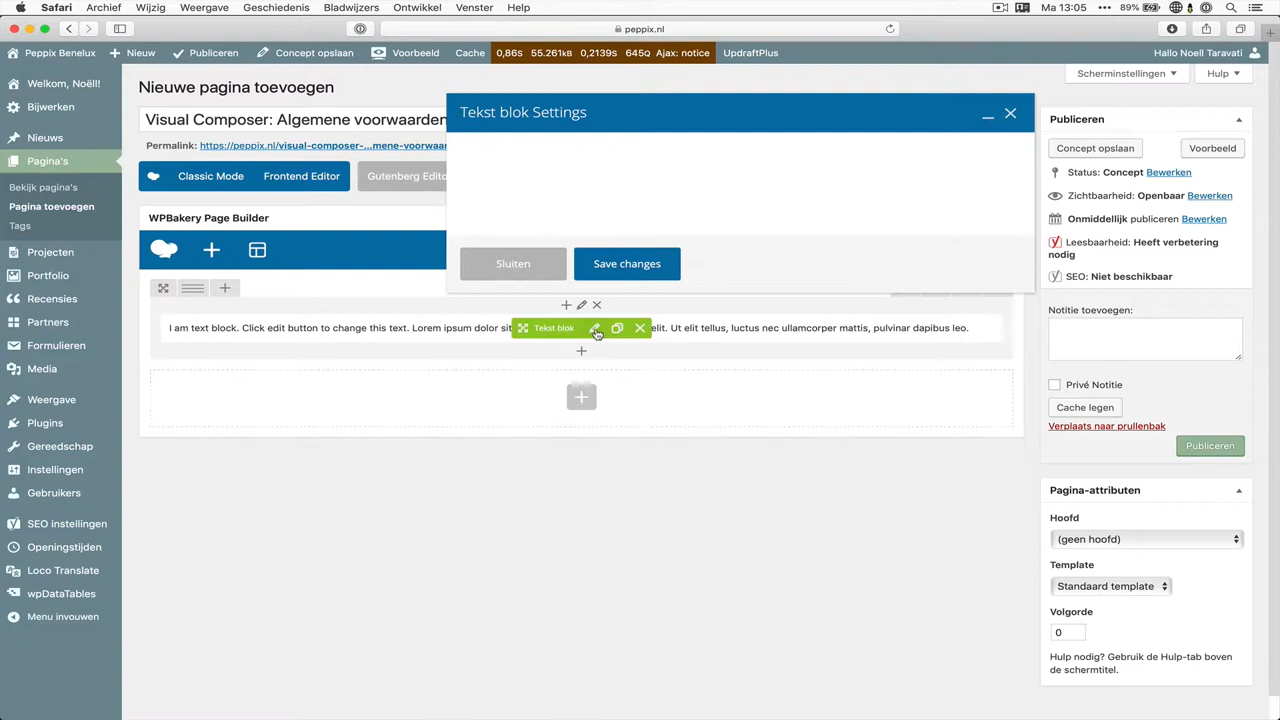 Safari Archief Wijzig Weergave Geschiedenis Bladwijzers Ontwikkel Venster Help 89% Ma 13:05
peppix.nl
Peppix Benelux Nieuw Publiceren Concept opslaan Voorbeeld Cache 0,86s 55.261kB 0,2139s 645Q Ajax: notice UpdraftPlus Hallo Noell Taravati
Scherminstellingen Hulp
Welkom, Noëll!
Bijwerken
Nieuws
Pagina's
Bekijk pagina's
Pagina toevoegen
Tags
Projecten
Portfolio
Recensies
Partners
Formulieren
Media
Weergave
Plugins
Gereedschap
Instellingen
Gebruikers
SEO instellingen
Openingstijden
Loco Translate
wpDataTables
Menu invouwen
Nieuwe pagina toevoegen
Visual Composer: Algemene voorwaarden
Permalink: https://peppix.nl/visual-composer-...mene-voorwaar
Classic Mode Frontend Editor Gutenberg Edito
WPBakery Page Builder
Tekst blok Settings
Sluiten Save changes
I am text block. Click edit button to change this text. Lorem ipsum dolor sit Tekst blok elit. Ut elit tellus, luctus nec ullamcorper mattis, pulvinar dapibus leo.
Publiceren
Concept opslaan Voorbeeld
Status: Concept Bewerken
Zichtbaarheid: Openbaar Bewerken
Onmiddelijk publiceren Bewerken
Leesbaarheid: Heeft verbetering
nodig
SEO: Niet beschikbaar
Notitie toevoegen:
Privé Notitie
Cache legen
Verplaats naar prullenbak
Publiceren
Pagina-attributen
Hoofd
(geen hoofd)
Template
Standaard template
Volgorde
0
Hulp nodig? Gebruik de Hulp-tab boven
de schermtitel.